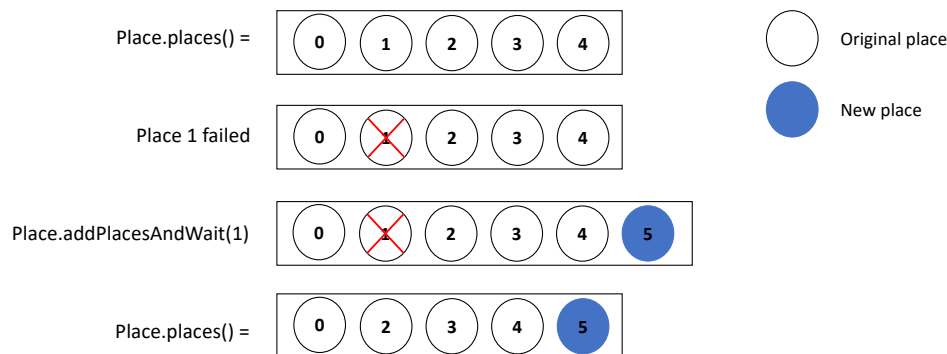 Place.places() = 0 1 2 3 4
Original place
New place
Place 1 failed 0 1 2 3 4
Place.addPlacesAndWait(1) 0 1 2 3 4 5
Place.places() = 0 2 3 4 5